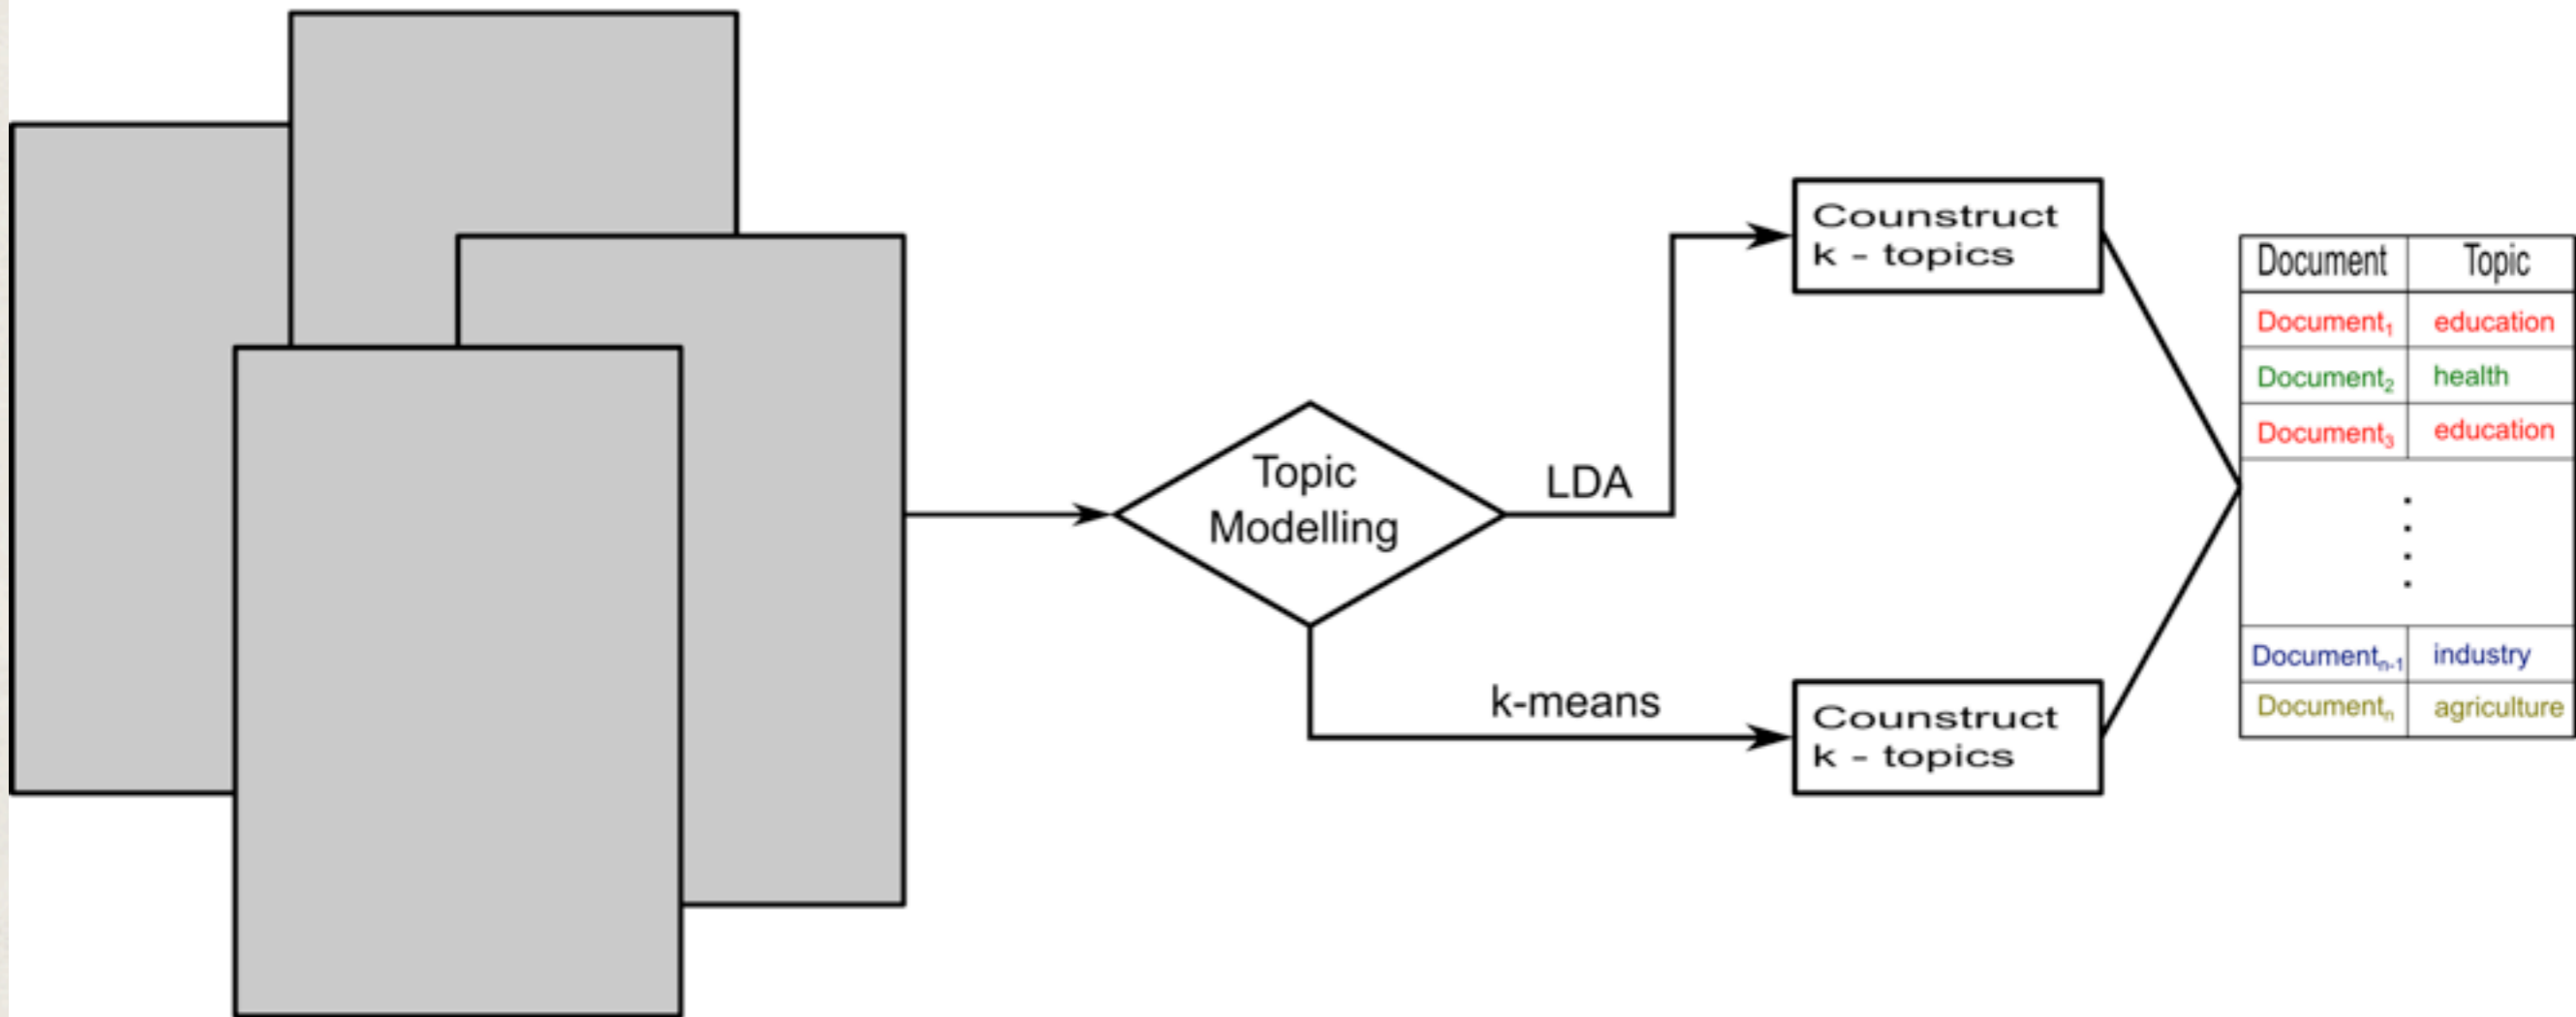 Topic
Modelling
LDA
k-means
Counstruct
k - topics
Counstruct
k - topics
Document Topic
Document₁ education
Document₂ health
Document₃ education
Documentₙ₋₁ industry
Documentₙ agriculture